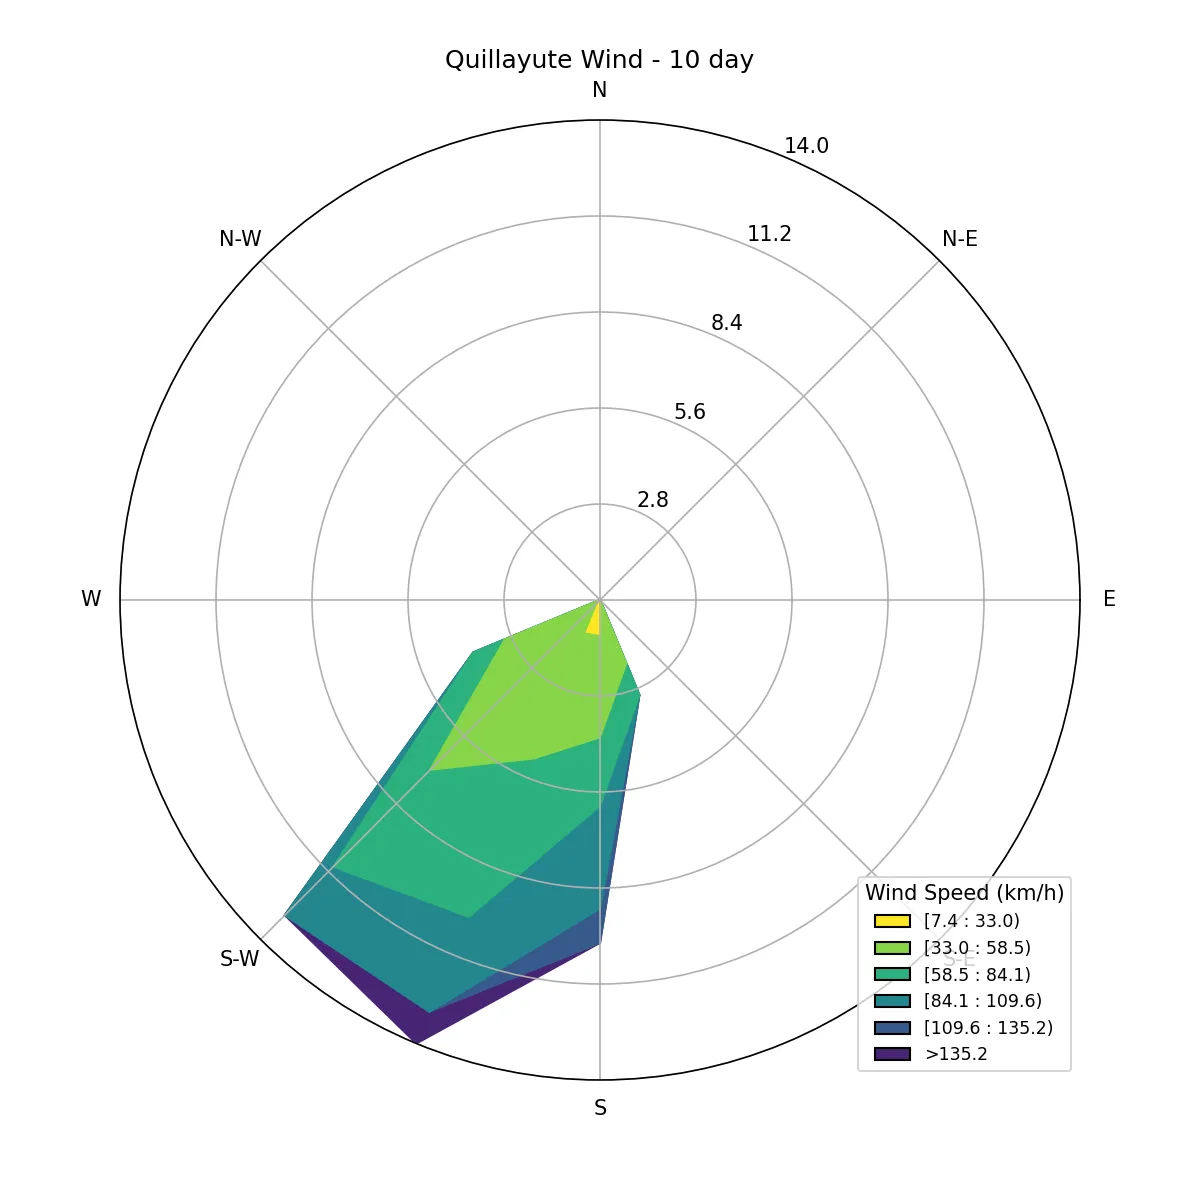 Quillayute Wind - 10 day
N
14.0
N-W
11.2
N-E
8.4
5.6
2.8
W
E
S-W
S-E
S
Wind Speed (km/h)
[7.4 : 33.0)
[33.0 : 58.5)
[58.5 : 84.1)
[84.1 : 109.6)
[109.6 : 135.2)
>135.2